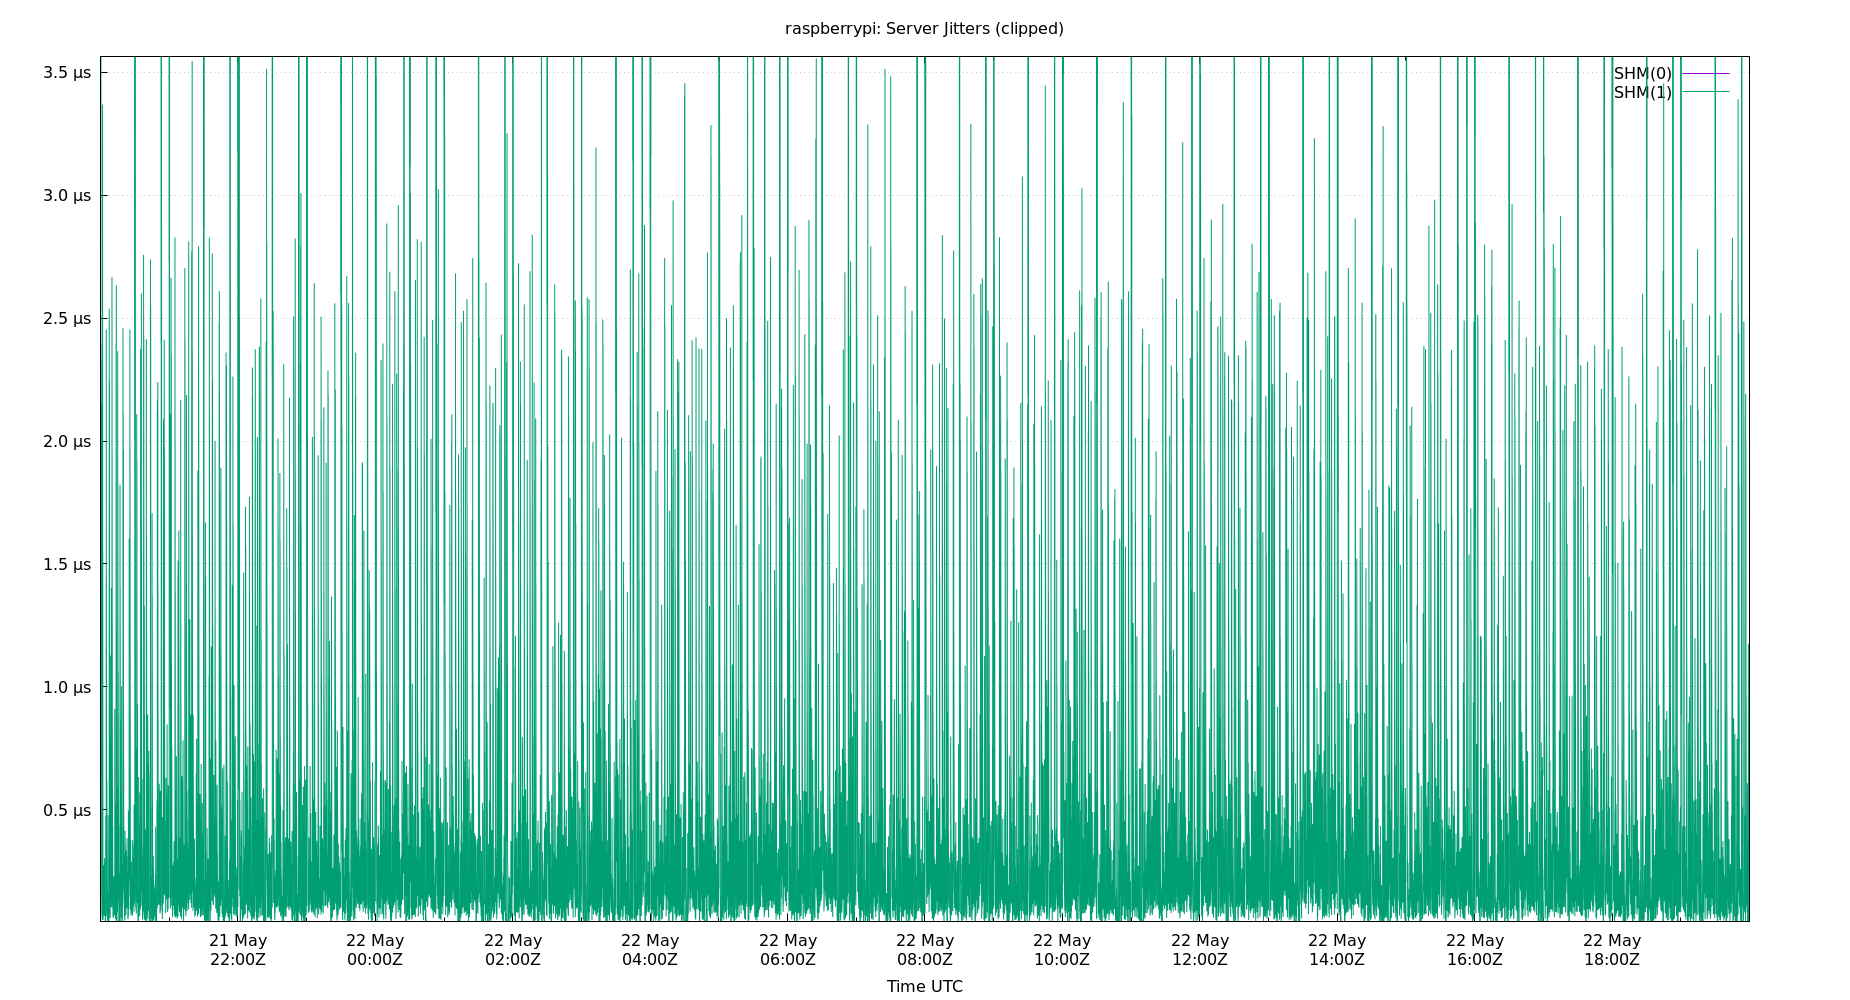 raspberrypi: Server Jitters (clipped)
3.5 µs
SHM(0)
SHM(1)
3.0 µs
2.5 µs
2.0 µs
1.5 µs
1.0 µs
0.5 µs
21 May 22 May 22 May 22 May 22 May 22 May 22 May 22 May 22 May 22 May 22 May
22:00Z 00:00Z 02:00Z 04:00Z 06:00Z 08:00Z 10:00Z 12:00Z 14:00Z 16:00Z 18:00Z
Time UTC